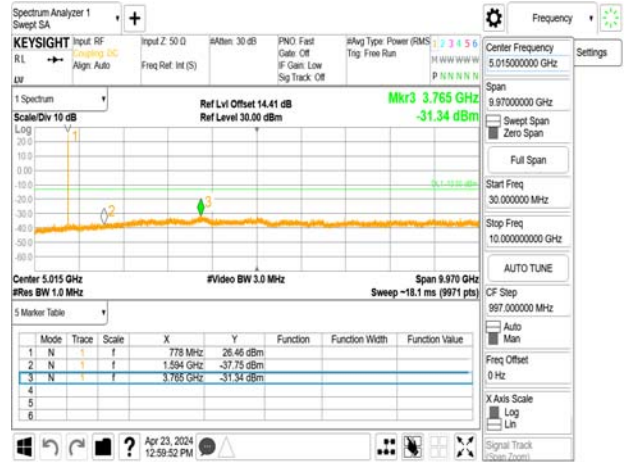 Spectrum Analyzer 1
Swept SA
Frequency
KEYSIGHT
Input: RF
Input Z: 50 Ω
#Atten: 30 dB
PNO: Fast
#Avg Type: Power (RMS
1 2 3 4 5 6
RL
Coupling: DC
Gate: Off
Trig: Free Run
M W W W W W
Align: Auto
Freq Ref: Int (S)
IF Gain: Low
Sig Track: Off
P N N N N N
LXI
1 Spectrum
Ref Lvl Offset 14.41 dB
Mkr3 3.765 GHz
Scale/Div 10 dB
Ref Level 30.00 dBm
-31.34 dBm
Log
20.0
10.0
0.00
-10.0
-20.0
-30.0
-40.0
-50.0
-60.0
1
2
3
DL1 -13.00 dBm
Center 5.015 GHz
#Video BW 3.0 MHz
Span 9.970 GHz
#Res BW 1.0 MHz
Sweep ~18.1 ms (9971 pts)
5 Marker Table
Mode Trace Scale X Y Function Function Width Function Value
1 N 1 f 778 MHz 26.46 dBm
2 N 1 f 1.594 GHz -37.75 dBm
3 N 1 f 3.765 GHz -31.34 dBm
4
5
6
Apr 23, 2024
12:59:52 PM
Center Frequency
5.015000000 GHz
Settings
Span
9.97000000 GHz
Swept Span
Zero Span
Full Span
Start Freq
30.000000 MHz
Stop Freq
10.000000000 GHz
AUTO TUNE
CF Step
997.000000 MHz
Auto
Man
Freq Offset
0 Hz
X Axis Scale
Log
Lin
Signal Track
(Span Zoom)